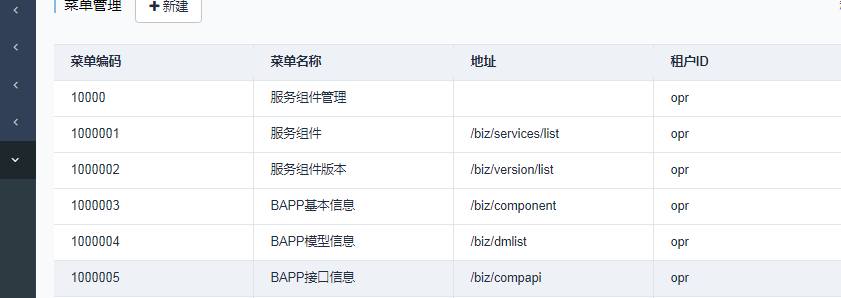 菜单管理 + 新建
菜单编码 菜单名称 地址 租户ID
10000 服务组件管理 opr
1000001 服务组件 /biz/services/list opr
1000002 服务组件版本 /biz/version/list opr
1000003 BAPP基本信息 /biz/component opr
1000004 BAPP模型信息 /biz/dmlist opr
1000005 BAPP接口信息 /biz/compapi opr